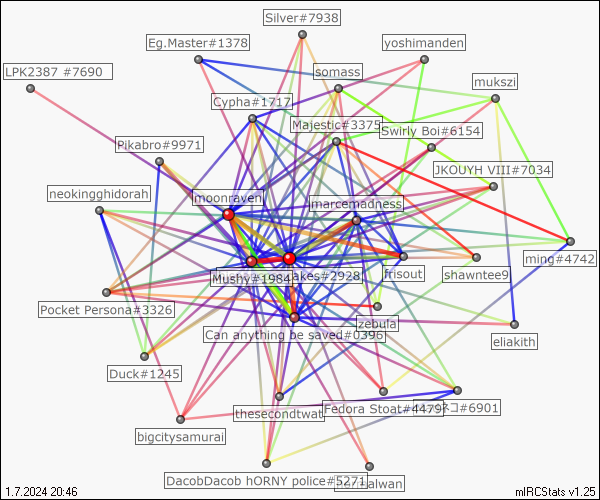 Silver#7938
Eg.Master#1378
yoshimanden
LPK2387 #7690
somass
mukszi
Cypha#1717
Majestic#3375
Swirly Boi#6154
Pikabro#9971
JKOUYH VIII#7034
neokingghidorah
moonraven
marcemadness
ming#4742
Mushy#1984
akes#2928
frisout
shawntee9
Pocket Persona#3326
zebula
Can anything be saved#0396
eliakith
Duck#1245
thesecondtwat
Fedora Stoat#4479
ネコ#6901
bigcitysamurai
DacobDacob hORNY police#5271
alwan
1.7.2024 20:46
mIRCStats v1.25